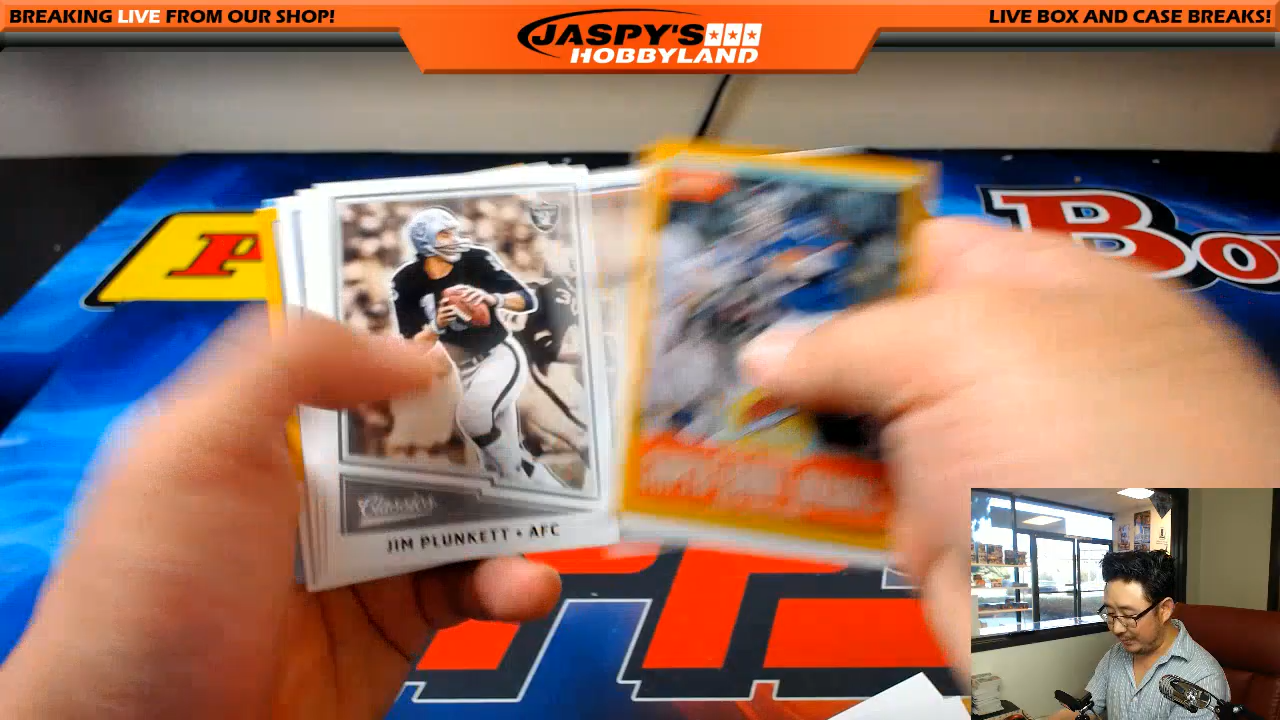 BREAKING LIVE FROM OUR SHOP!
JASPY'S
HOBBYLAND
LIVE BOX AND CASE BREAKS!
Classics
JIM PLUNKETT • AFC